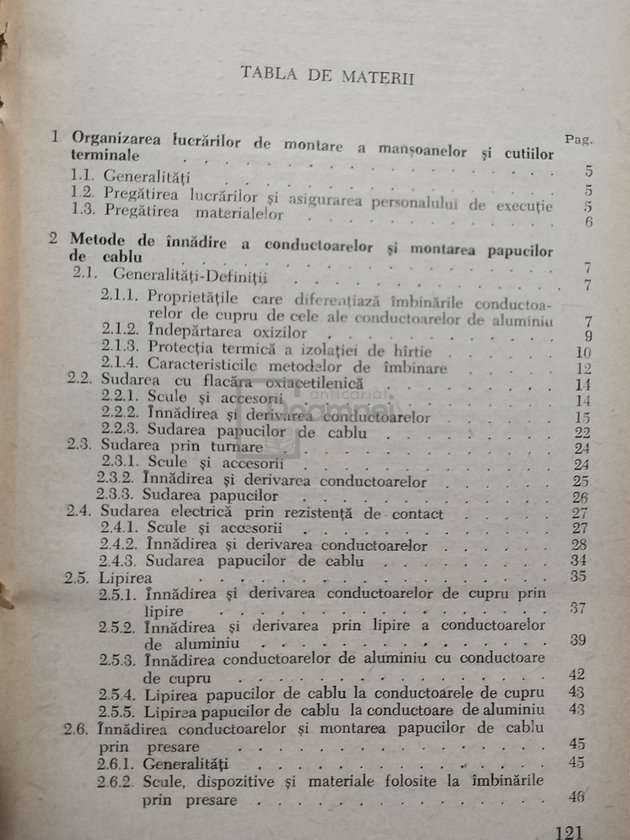 TABLA DE MATERII
Pag.
1 Organizarea lucrărilor de montare a manșoanelor și cutiilor
terminale . . . . . . . . . . . . 5
1.1. Generalități . . . . . . . . . . . 5
1.2. Pregătirea lucrărilor și asigurarea personalului de execuție 5
1.3. Pregătirea materialelor . . . . . . . . 6
2 Metode de înnădire a conductoarelor și montarea papucilor
de cablu . . . . . . . . . . . . 7
2.1. Generalități-Definiții . . . . . . . . 7
2.1.1. Proprietățile care diferențiază îmbinările conductoa-
relor de cupru de cele ale conductoarelor de aluminiu 7
2.1.2. Îndepărtarea oxizilor . . . . . . . 9
2.1.3. Protecția termică a izolației de hîrtie . . . . 10
2.1.4. Caracteristicile metodelor de îmbinare . . . . 12
2.2. Sudarea cu flacăra oxiacetilenică . . . . . . 14
2.2.1. Scule și accesorii . . . . . . . . 14
2.2.2. Înnădirea și derivarea conductoarelor . . . . 15
2.2.3. Sudarea papucilor de cablu . . . . . . 22
2.3. Sudarea prin turnare . . . . . . . . . 24
2.3.1. Scule și accesorii . . . . . . . . 24
2.3.2. Înnădirea și derivarea conductoarelor . . . . 25
2.3.3. Sudarea papucilor . . . . . . . . 26
2.4. Sudarea electrică prin rezistență de contact . . . . 27
2.4.1. Scule și accesorii . . . . . . . . 27
2.4.2. Înnădirea și derivarea conductoarelor . . . . 28
2.4.3. Sudarea papucilor de cablu . . . . . . 34
2.5. Lipirea . . . . . . . . . . . . 35
2.5.1. Înnădirea și derivarea conductoarelor de cupru prin
lipire . . . . . . . . . . . . 37
2.5.2. Înnădirea și derivarea prin lipire a conductoarelor
de aluminiu . . . . . . . . . . 39
2.5.3. Înnădirea conductoarelor de aluminiu cu conductoare
de cupru . . . . . . . . . . . 42
2.5.4. Lipirea papucilor de cablu la conductoarele de cupru 43
2.5.5. Lipirea papucilor de cablu la conductoare de aluminiu 43
2.6. Înnădirea conductoarelor și montarea papucilor de cablu
prin presare . . . . . . . . . . . 45
2.6.1. Generalități . . . . . . . . . . 45
2.6.2. Scule, dispozitive și materiale folosite la îmbinările
prin presare . . . . . . . . . . 46
121
anticariat
Doamnei